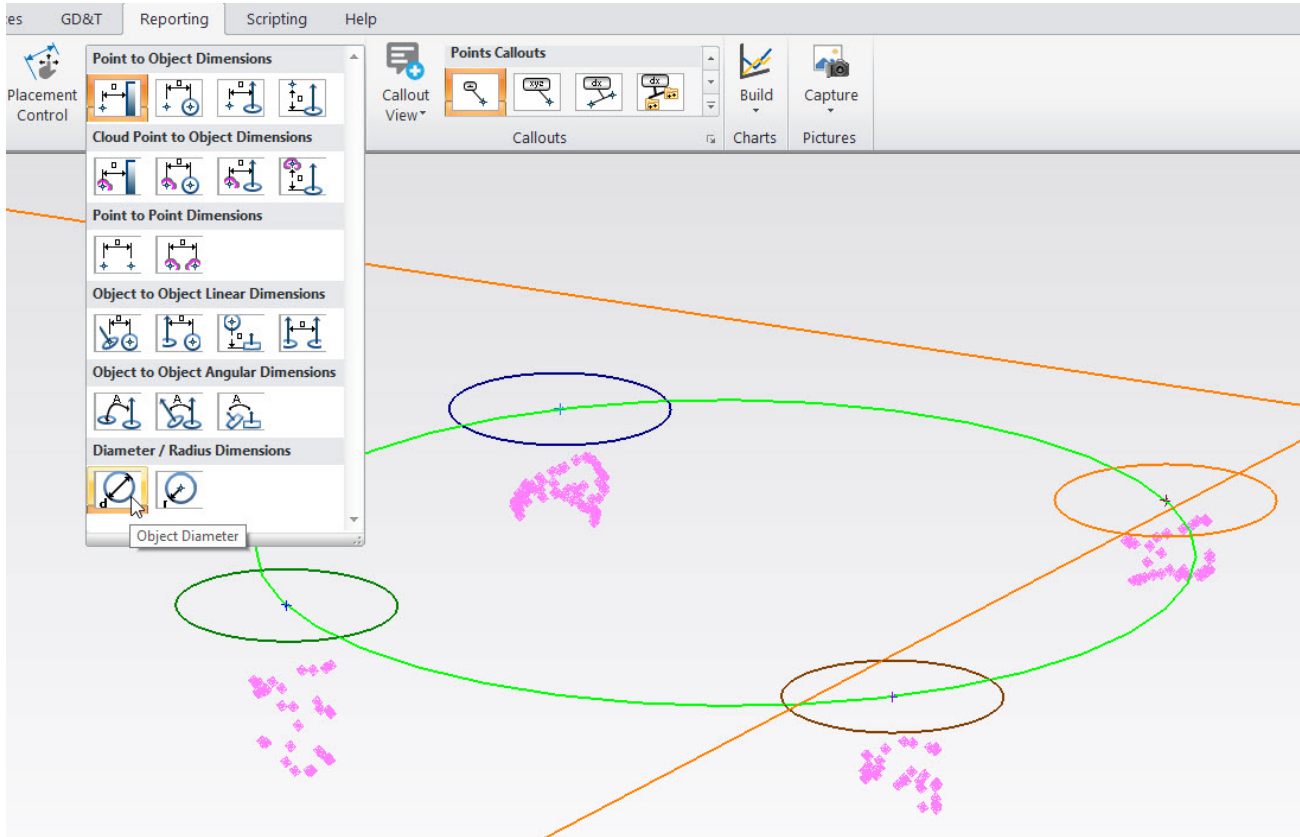 GD&T Reporting Scripting Help
Placement
Control
Point to Object Dimensions
Cloud Point to Object Dimensions
Point to Point Dimensions
Object to Object Linear Dimensions
Object to Object Angular Dimensions
A A A
Diameter / Radius Dimensions
d r
Object Diameter
Callout
View
Points Callouts
xyz dx dx
Callouts
Build
Charts
Capture
Pictures